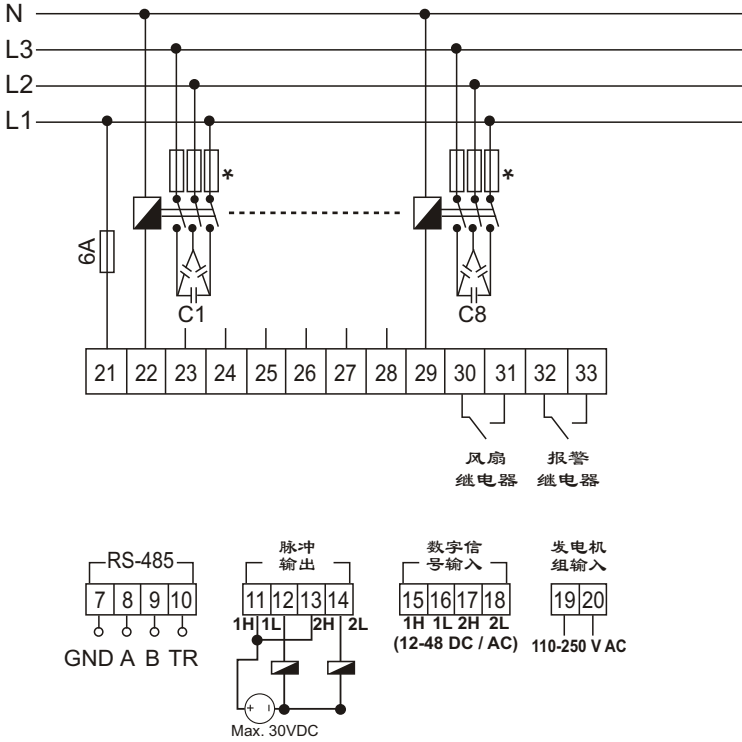 N
L3
L2
L1
*
*
6A
C1
C8
21 22 23 24 25 26 27 28 29 30 31 32 33
风扇
继电器
报警
继电器
RS-485
7 8 9 10
GND A B TR
脉冲
输出
11 12 13 14
1H 1L 2H 2L
+ -
Max. 30VDC
数字信
号输入
15 16 17 18
1H 1L 2H 2L
(12-48 DC / AC)
发电机
组输入
19 20
110-250 V AC